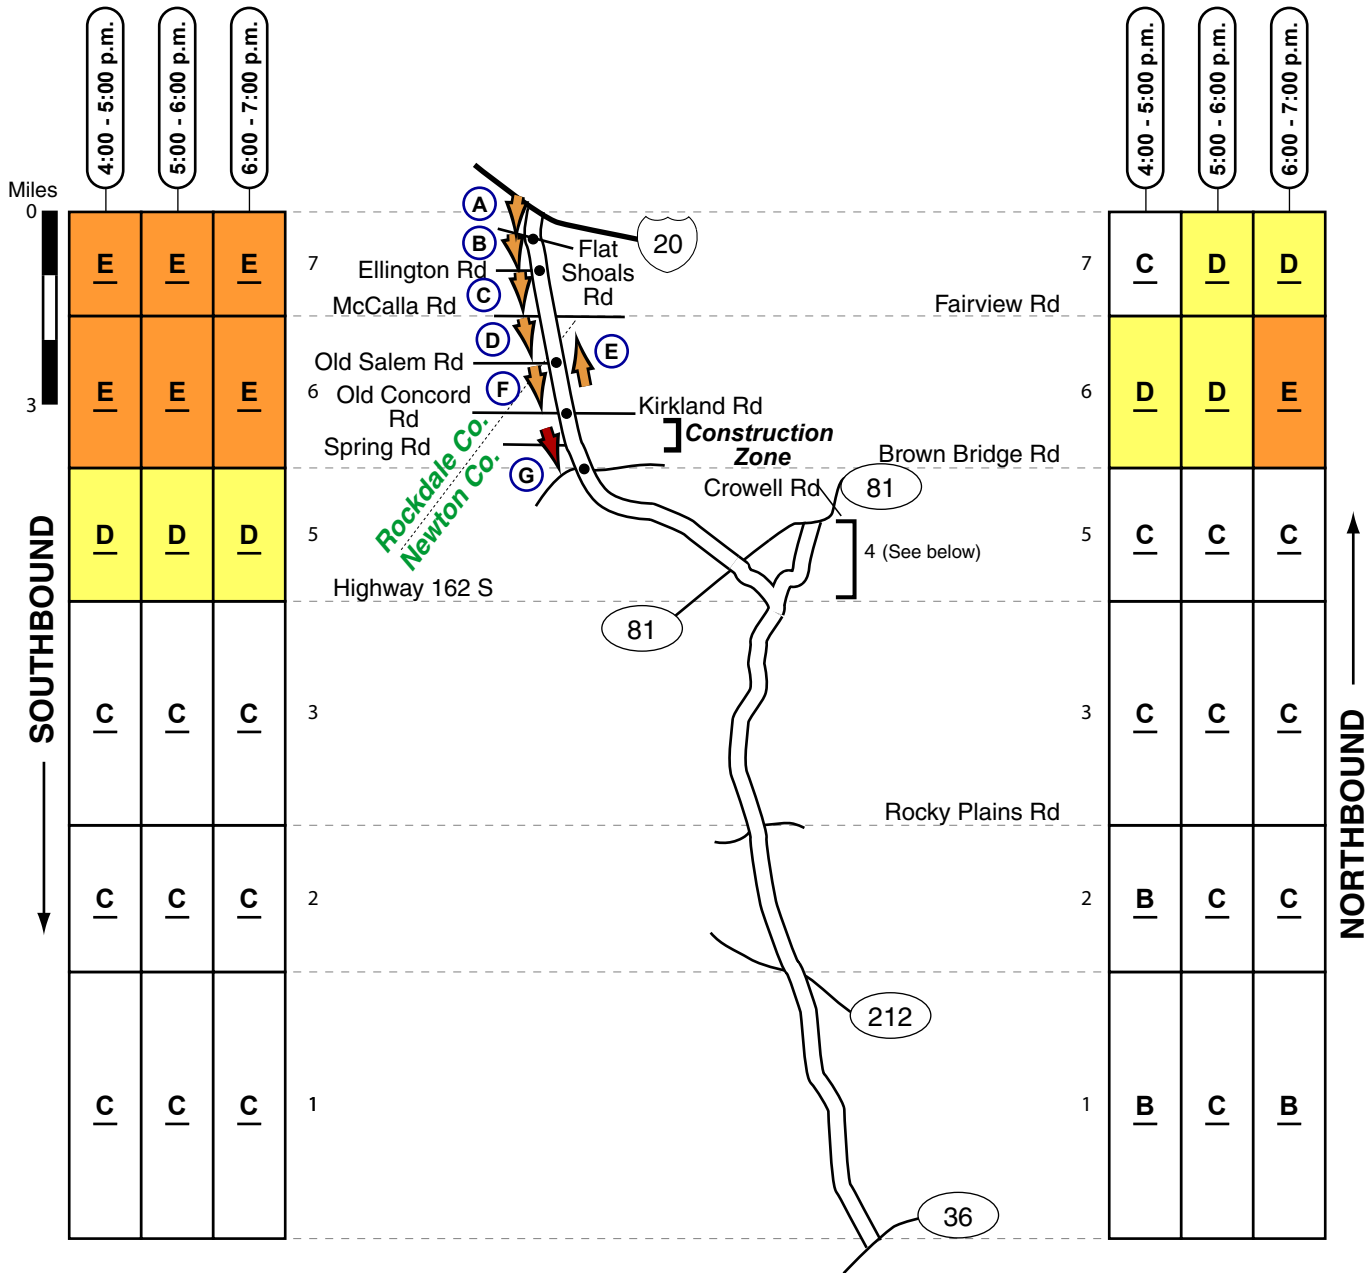 4:00 - 5:00 p.m.
5:00 - 6:00 p.m.
6:00 - 7:00 p.m.
4:00 - 5:00 p.m.
5:00 - 6:00 p.m.
6:00 - 7:00 p.m.
Miles
0
3
A
B
Flat
Shoals
Rd
20
E E E
7
Ellington Rd
C
McCalla Rd
7
C D D
Fairview Rd
D
E
Old Salem Rd
F
E E E
6
Old Concord
Rd
Kirkland Rd
6
D D E
Construction
Zone
Spring Rd
G
Brown Bridge Rd
Rockdale Co.
Newton Co.
Crowell Rd
81
D D D
5
4 (See below)
5
C C C
Highway 162 S
81
SOUTHBOUND
NORTHBOUND
C C C
3
3
C C C
Rocky Plains Rd
C C C
2
2
B C C
212
C C C
1
1
B C B
36